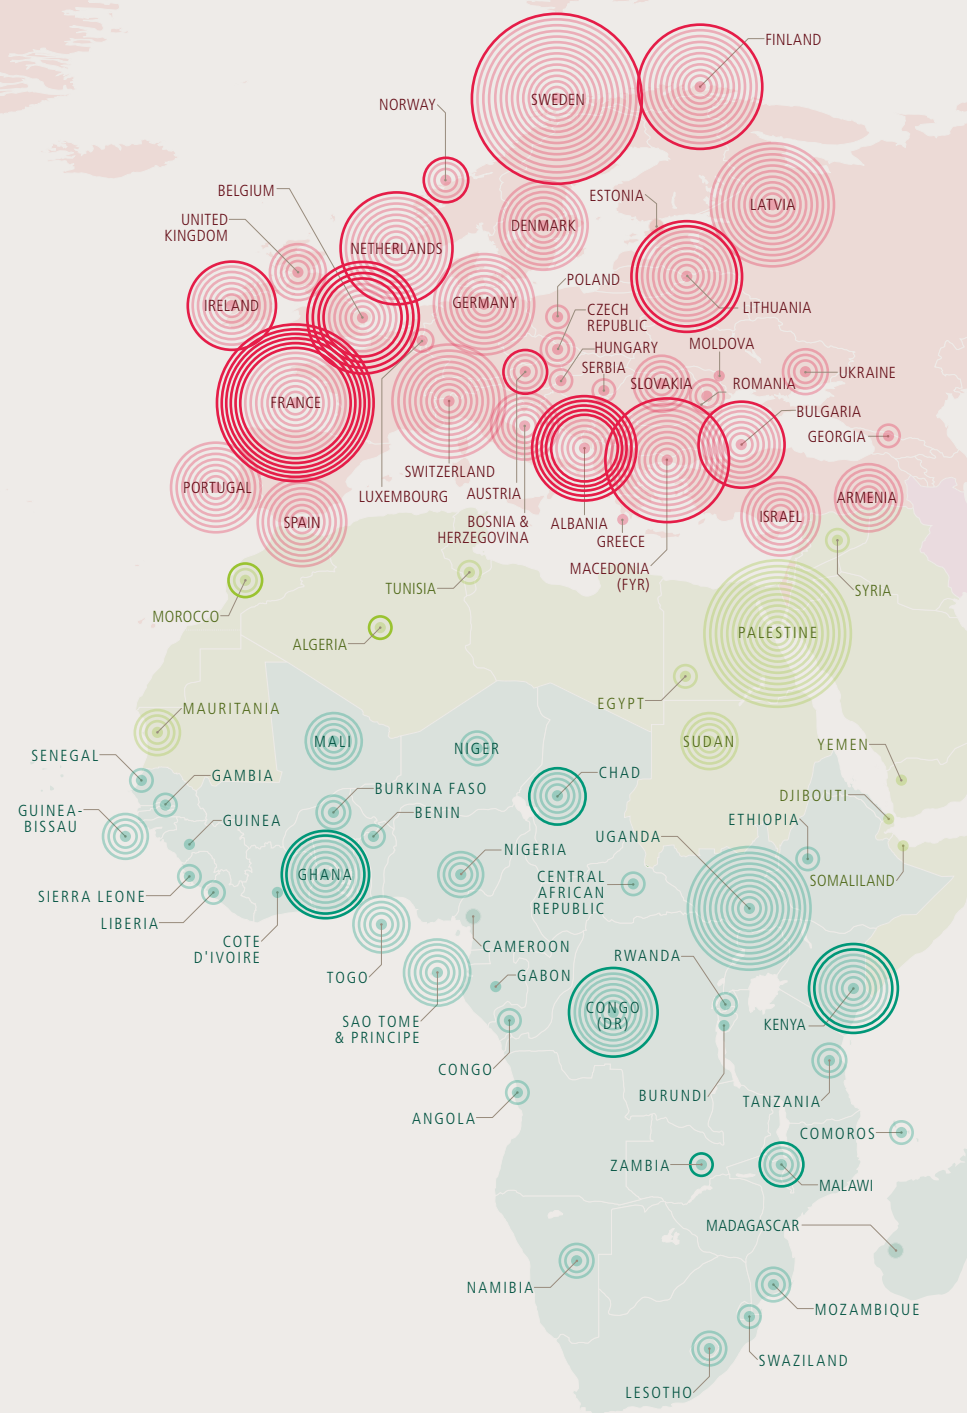 FINLAND
SWEDEN
NORWAY
BELGIUM
ESTONIA
LATVIA
UNITED
KINGDOM
DENMARK
NETHERLANDS
POLAND
IRELAND
GERMANY
LITHUANIA
CZECH
REPUBLIC
MOLDOVA
HUNGARY
SERBIA
UKRAINE
SLOVAKIA
ROMANIA
FRANCE
BULGARIA
GEORGIA
SWITZERLAND
PORTUGAL
LUXEMBOURG
AUSTRIA
ARMENIA
SPAIN
BOSNIA &
HERZEGOVINA
ALBANIA
ISRAEL
GREECE
MACEDONIA
(FYR)
TUNISIA
SYRIA
MOROCCO
PALESTINE
ALGERIA
EGYPT
MAURITANIA
MALI
NIGER
SUDAN
YEMEN
SENEGAL
GAMBIA
CHAD
BURKINA FASO
DJIBOUTI
GUINEA-
BISSAU
GUINEA
BENIN
ETHIOPIA
UGANDA
NIGERIA
GHANA
CENTRAL
AFRICAN
REPUBLIC
SOMALILAND
SIERRA LEONE
LIBERIA
COTE
D'IVOIRE
CAMEROON
RWANDA
TOGO
GABON
CONGO
(DR)
SAO TOME
& PRINCIPE
KENYA
CONGO
BURUNDI
TANZANIA
ANGOLA
COMOROS
ZAMBIA
MALAWI
MADAGASCAR
NAMIBIA
MOZAMBIQUE
SWAZILAND
LESOTHO